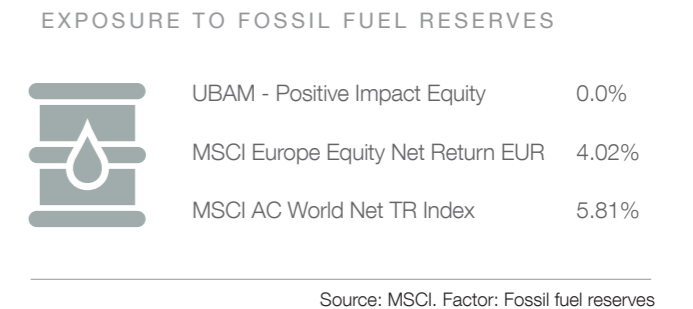 EXPOSURE TO FOSSIL FUEL RESERVES
UBAM - Positive Impact Equity 0.0%
MSCI Europe Equity Net Return EUR 4.02%
MSCI AC World Net TR Index 5.81%
Source: MSCI. Factor: Fossil fuel reserves